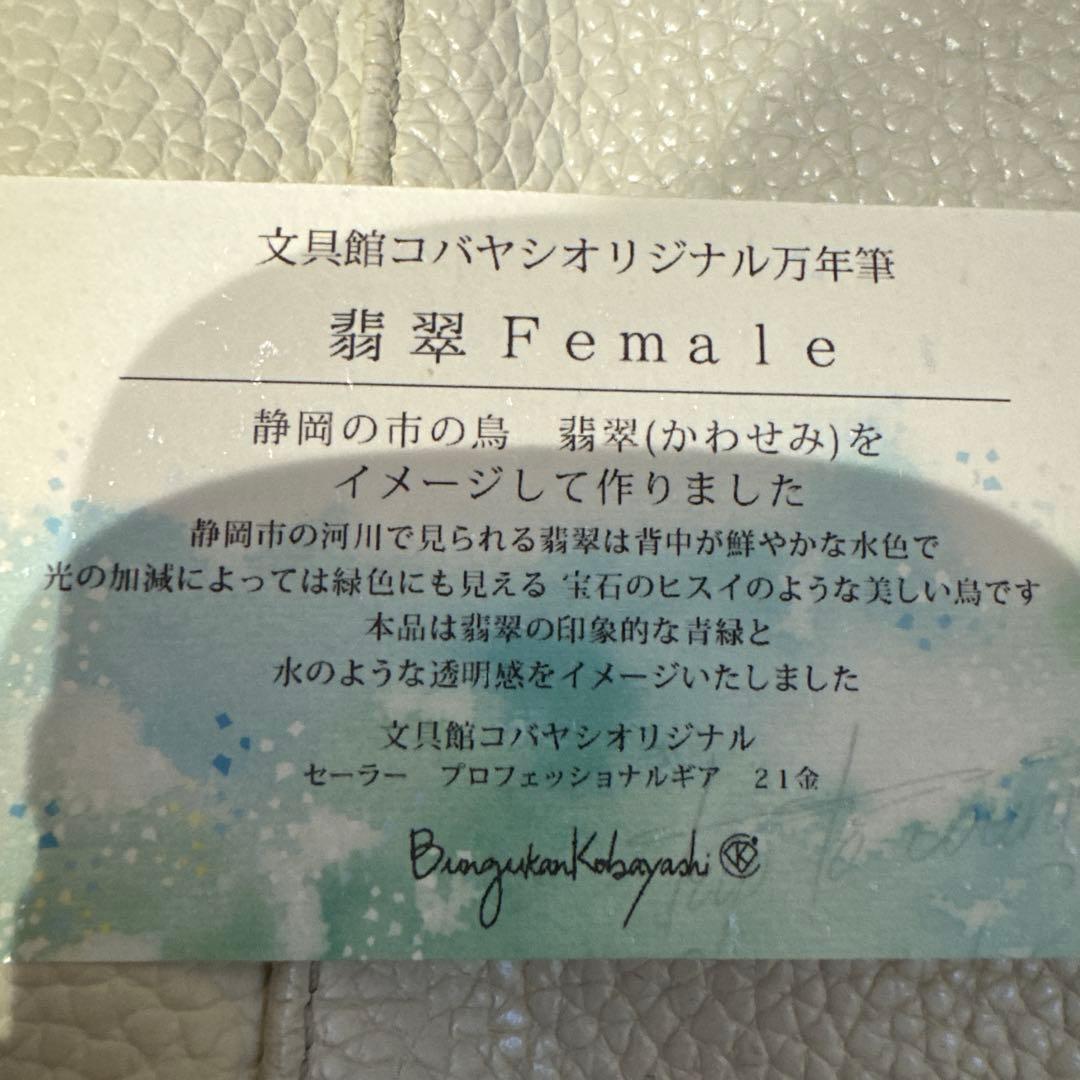 文具館コバヤシオリジナル万年筆
翡翠Female
静岡の市の鳥　翡翠(かわせみ)を
イメージして作りました
静岡市の河川で見られる翡翠は背中が鮮やかな水色で
光の加減によっては緑色にも見える 宝石のヒスイのような美しい鳥です
本品は翡翠の印象的な青緑と
水のような透明感をイメージいたしました
文具館コバヤシオリジナル
セーラー　プロフェッショナルギア　21金
BungukanKobayashi K